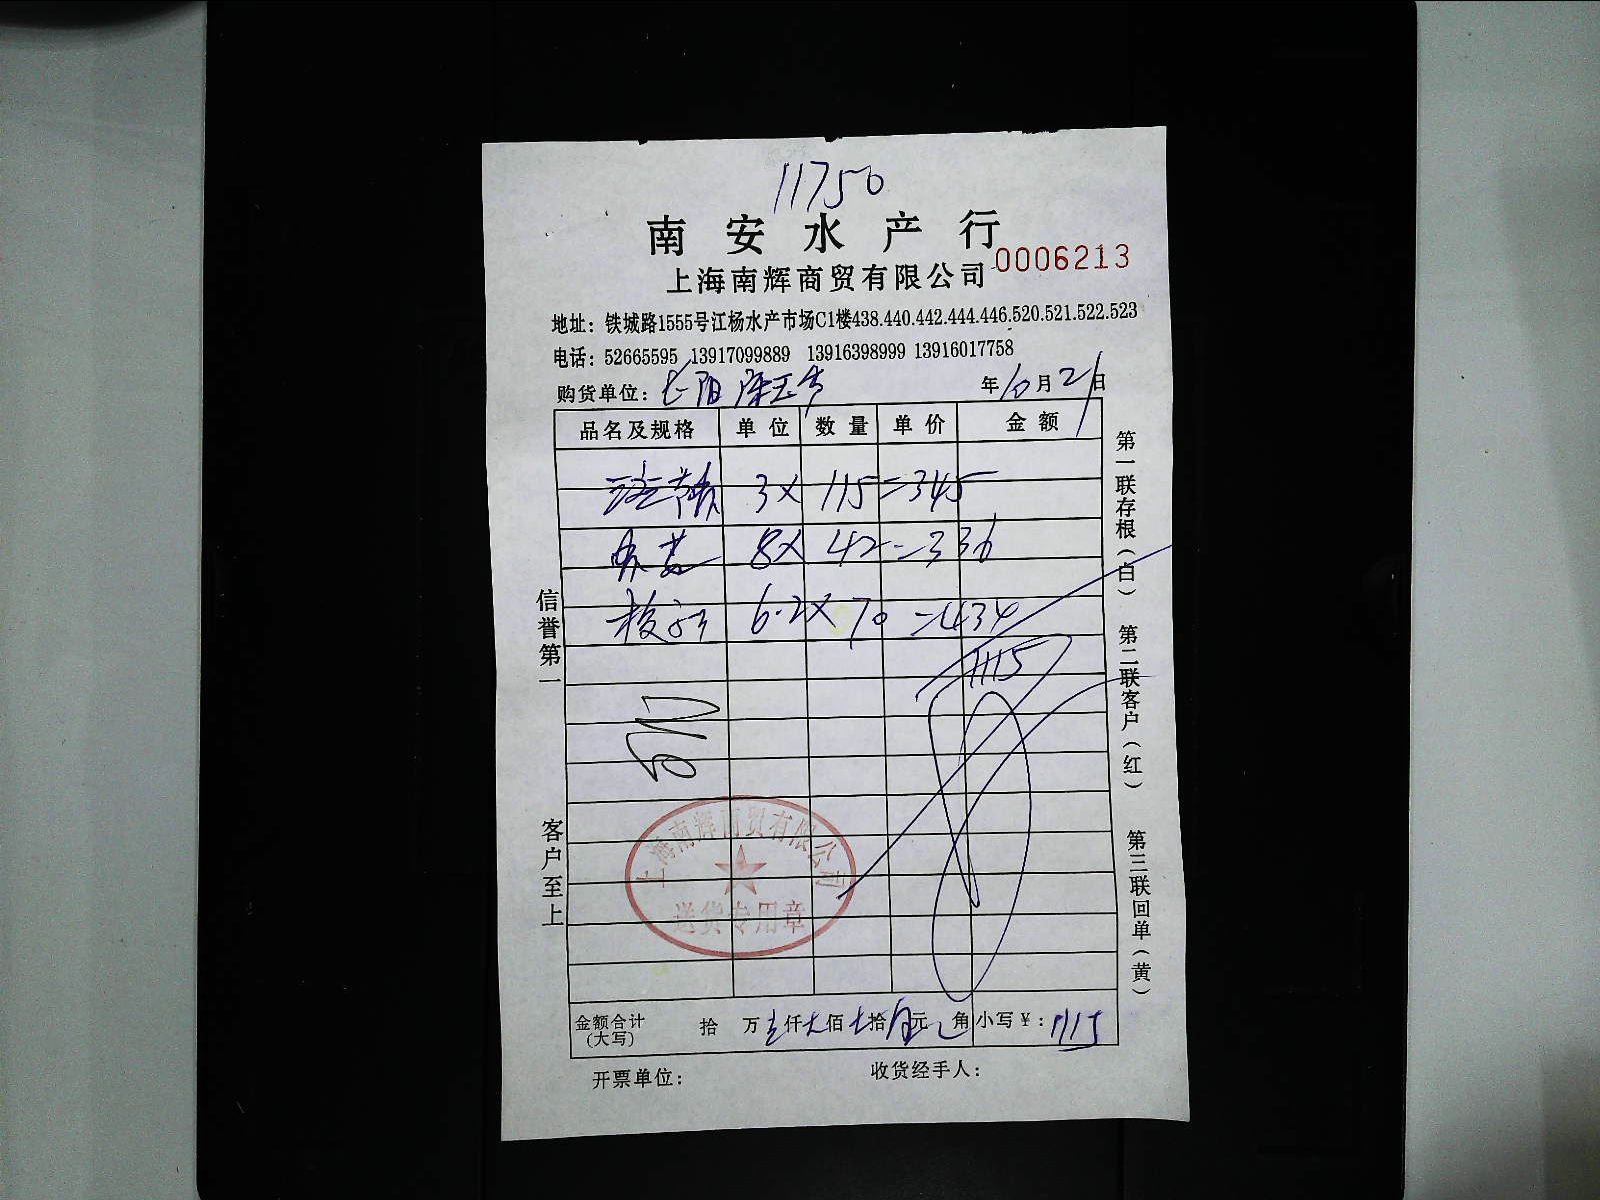 11750
南安水产行
上海南辉商贸有限公司 0006213
地址：铁城路1555号江杨水产市场C1楼438.440.442.444.446.520.521.522.523
电话：52665595 13917099889 13916398999 13916017758
购货单位： 年10月21日
品名及规格 单位 数量 单价 金额
3×115=345
8×42=336
6.2×70=434
1115
上海南辉商贸有限公司
送货专用章
金额合计（大写） 拾 万 仟 佰 拾 元 角 小写￥：1115
开票单位： 收货经手人：
信誉第一 客户至上
第一联存根（白） 第二联客户（红） 第三联回单（黄）